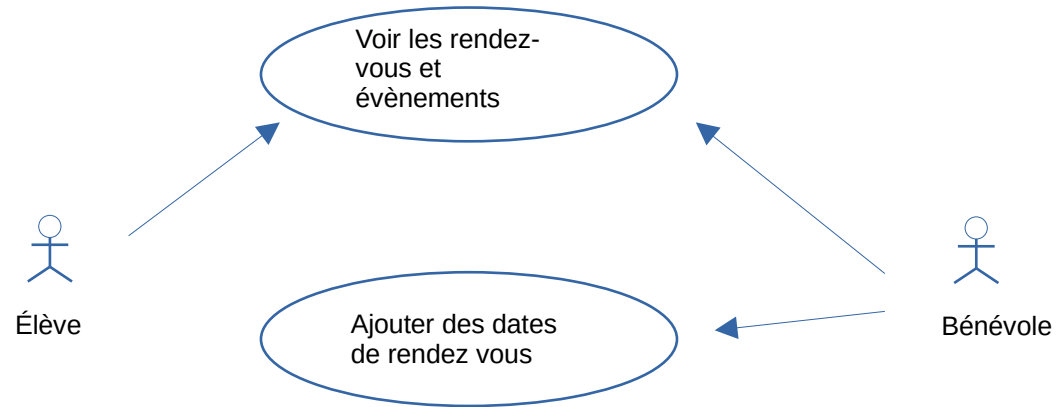 Voir les rendez-
vous et
évènements
Élève
Bénévole
Ajouter des dates
de rendez vous